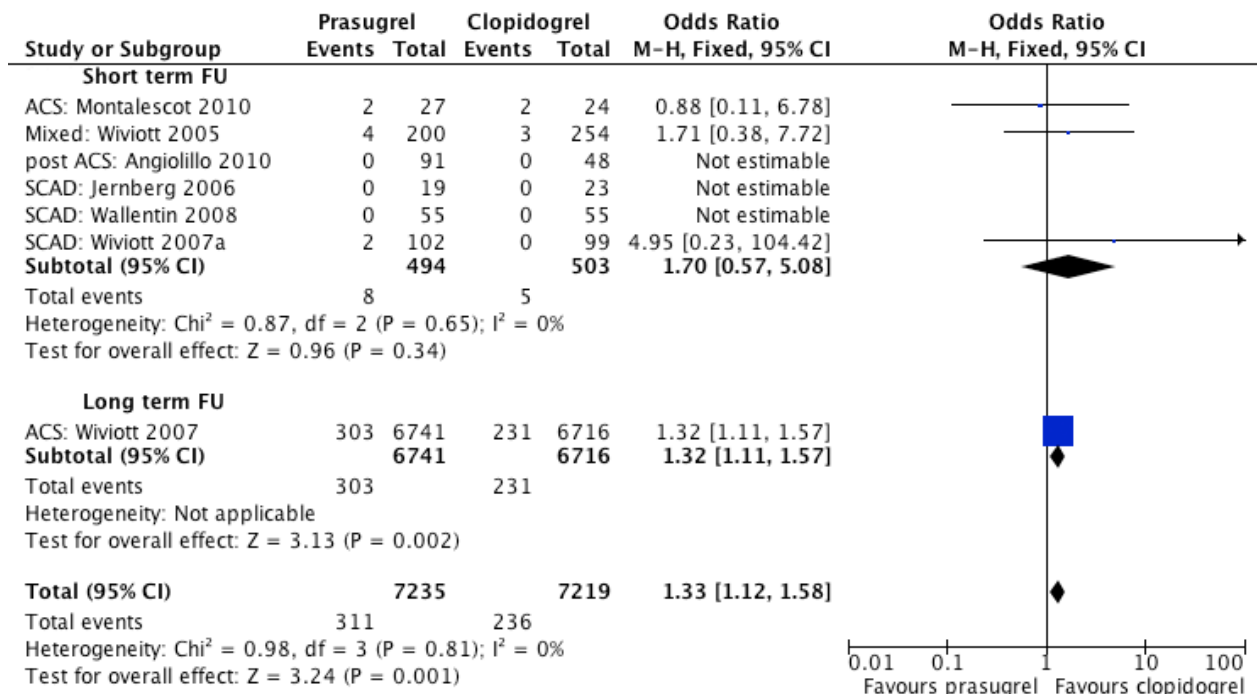 Prasugrel Clopidogrel Odds Ratio Odds Ratio
Study or Subgroup Events Total Events Total M-H, Fixed, 95% CI M-H, Fixed, 95% CI
Short term FU
ACS: Montalescot 2010 2 27 2 24 0.88 [0.11, 6.78]
Mixed: Wiviott 2005 4 200 3 254 1.71 [0.38, 7.72]
post ACS: Angiolillo 2010 0 91 0 48 Not estimable
SCAD: Jernberg 2006 0 19 0 23 Not estimable
SCAD: Wallentin 2008 0 55 0 55 Not estimable
SCAD: Wiviott 2007a 2 102 0 99 4.95 [0.23, 104.42]
Subtotal (95% CI) 494 503 1.70 [0.57, 5.08]
Total events 8 5
Heterogeneity: Chi² = 0.87, df = 2 (P = 0.65); I² = 0%
Test for overall effect: Z = 0.96 (P = 0.34)
Long term FU
ACS: Wiviott 2007 303 6741 231 6716 1.32 [1.11, 1.57]
Subtotal (95% CI) 6741 6716 1.32 [1.11, 1.57]
Total events 303 231
Heterogeneity: Not applicable
Test for overall effect: Z = 3.13 (P = 0.002)
Total (95% CI) 7235 7219 1.33 [1.12, 1.58]
Total events 311 236
Heterogeneity: Chi² = 0.98, df = 3 (P = 0.81); I² = 0%
Test for overall effect: Z = 3.24 (P = 0.001)
0.01 0.1 1 10 100
Favours prasugrel Favours clopidogrel